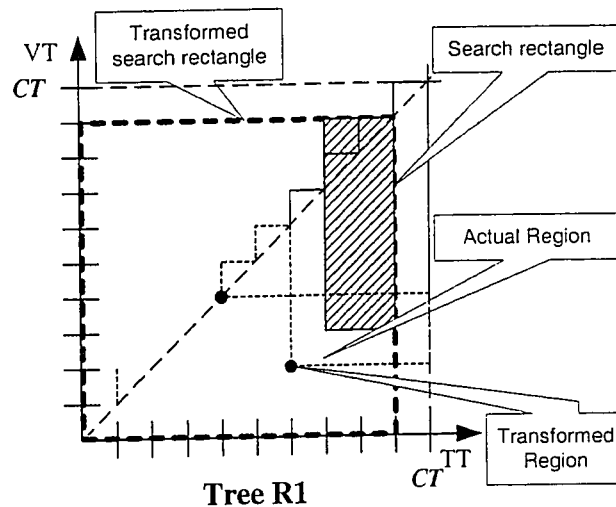 VT
Transformed
search rectangle
Search rectangle
CT
Actual Region
TT
Transformed
Region
CT
Tree R1